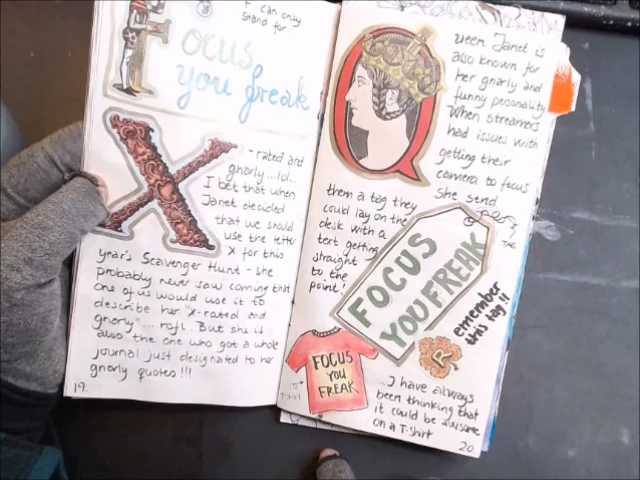 F can only
stand for
Focus
you freak
X
-rated and
gnarly....lol...
I bet that when
Janet decided
that we should
use the letter
X for this
year's Scavenger Hunt - she
probably never saw coming that
one of us would use it to
describe her "X-rated and
gnarly"... rofl. But she is
also the one who got a whole
journal just designated to her
gnarly quotes!!!
19.
Queen Janet is
also known for
her gnarly and
funny personality
When streamers
had issues with
getting their
camera to focus
she send
TAG
them a tag they
could lay on the
desk with a
text getting
straight
to the
point!
FOCUS
YOU FREAK
Remember
this tag!!
FOCUS
YOU
FREAK
T-shirt
...I have always
been thinking that
it could be awesome
on a T-shirt
20.